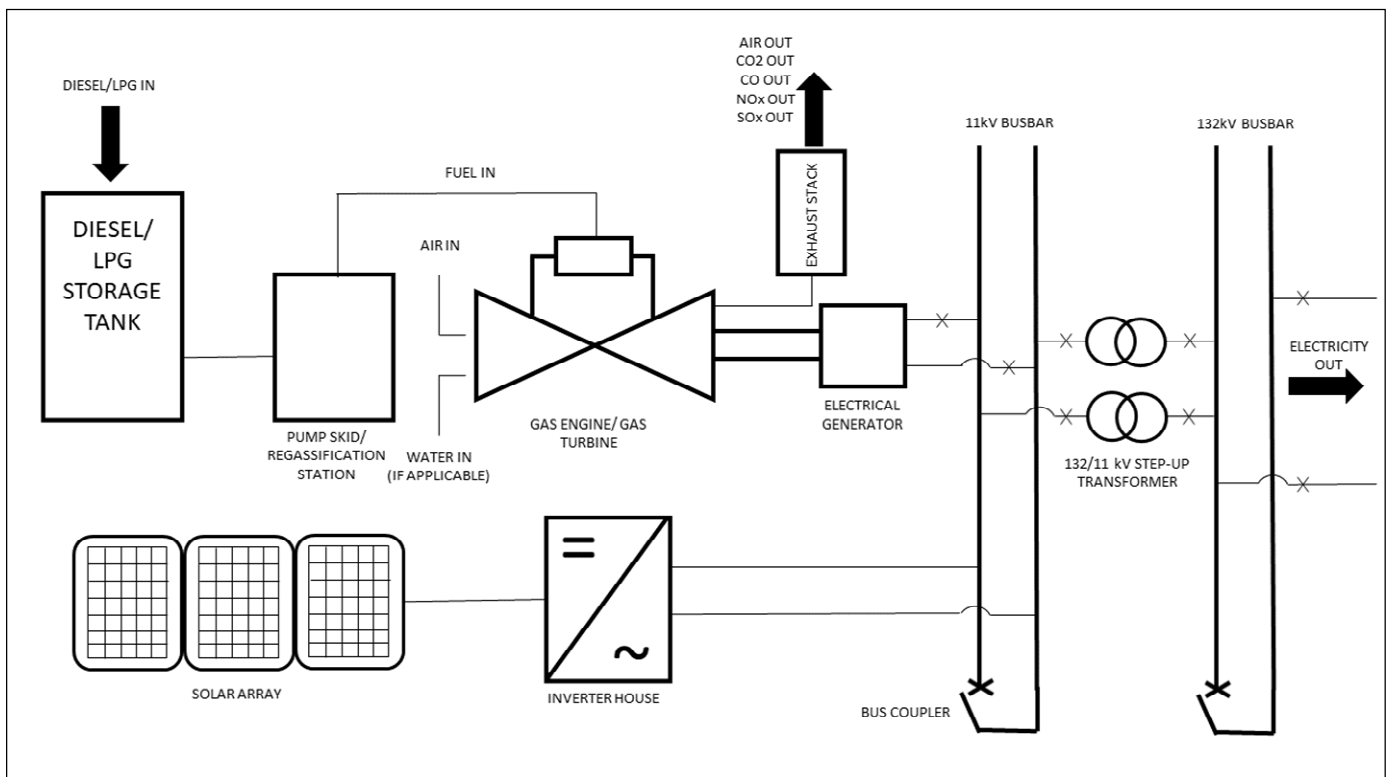 DIESEL/LPG IN
DIESEL/
LPG
STORAGE
TANK
FUEL IN
PUMP SKID/
REGASSIFICATION
STATION
AIR IN
WATER IN
(IF APPLICABLE)
GAS ENGINE/ GAS
TURBINE
AIR OUT
CO2 OUT
CO OUT
NOx OUT
SOx OUT
EXHAUST STACK
ELECTRICAL
GENERATOR
11kV BUSBAR
132kV BUSBAR
132/11 kV STEP-UP
TRANSFORMER
ELECTRICITY
OUT
SOLAR ARRAY
INVERTER HOUSE
BUS COUPLER